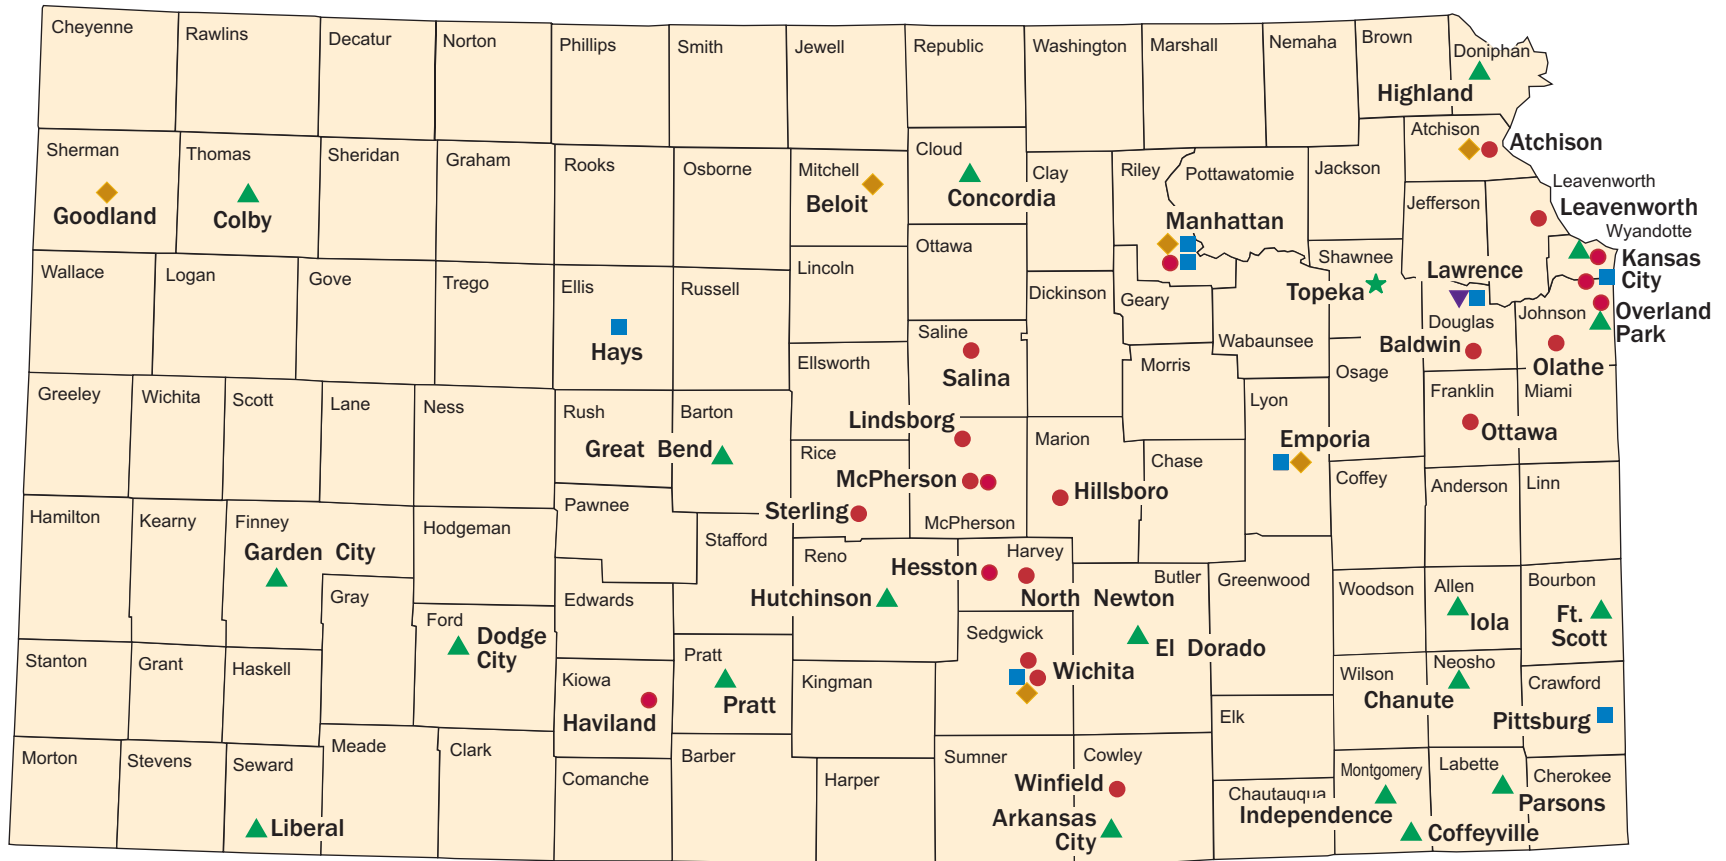 Cheyenne
Rawlins
Decatur
Norton
Phillips
Smith
Jewell
Republic
Washington
Marshall
Nemaha
Brown
Doniphan
Highland
Sherman
Goodland
Thomas
Colby
Sheridan
Graham
Rooks
Osborne
Mitchell
Beloit
Cloud
Concordia
Clay
Riley
Pottawatomie
Manhattan
Jackson
Atchison
Atchison
Jefferson
Leavenworth
Leavenworth
Wyandotte
Kansas
City
Wallace
Logan
Gove
Trego
Ellis
Hays
Russell
Lincoln
Ottawa
Dickinson
Geary
Wabaunsee
Shawnee
Topeka
Lawrence
Douglas
Baldwin
Johnson
Overland
Park
Olathe
Greeley
Wichita
Scott
Lane
Ness
Rush
Barton
Great Bend
Ellsworth
Saline
Salina
Lindsborg
Morris
Lyon
Emporia
Osage
Franklin
Ottawa
Miami
Rice
Sterling
McPherson
McPherson
Marion
Hillsboro
Chase
Coffey
Anderson
Linn
Hamilton
Kearny
Finney
Garden City
Hodgeman
Pawnee
Stafford
Reno
Hutchinson
Harvey
Hesston
North Newton
Butler
El Dorado
Greenwood
Woodson
Allen
Iola
Bourbon
Ft.
Scott
Gray
Ford
Dodge
City
Edwards
Stanton
Grant
Haskell
Kiowa
Haviland
Pratt
Pratt
Kingman
Sedgwick
Wichita
Elk
Wilson
Neosho
Chanute
Crawford
Pittsburg
Morton
Stevens
Seward
Liberal
Meade
Clark
Comanche
Barber
Harper
Sumner
Cowley
Winfield
Arkansas
City
Chautauqua
Montgomery
Independence
Coffeyville
Labette
Parsons
Cherokee